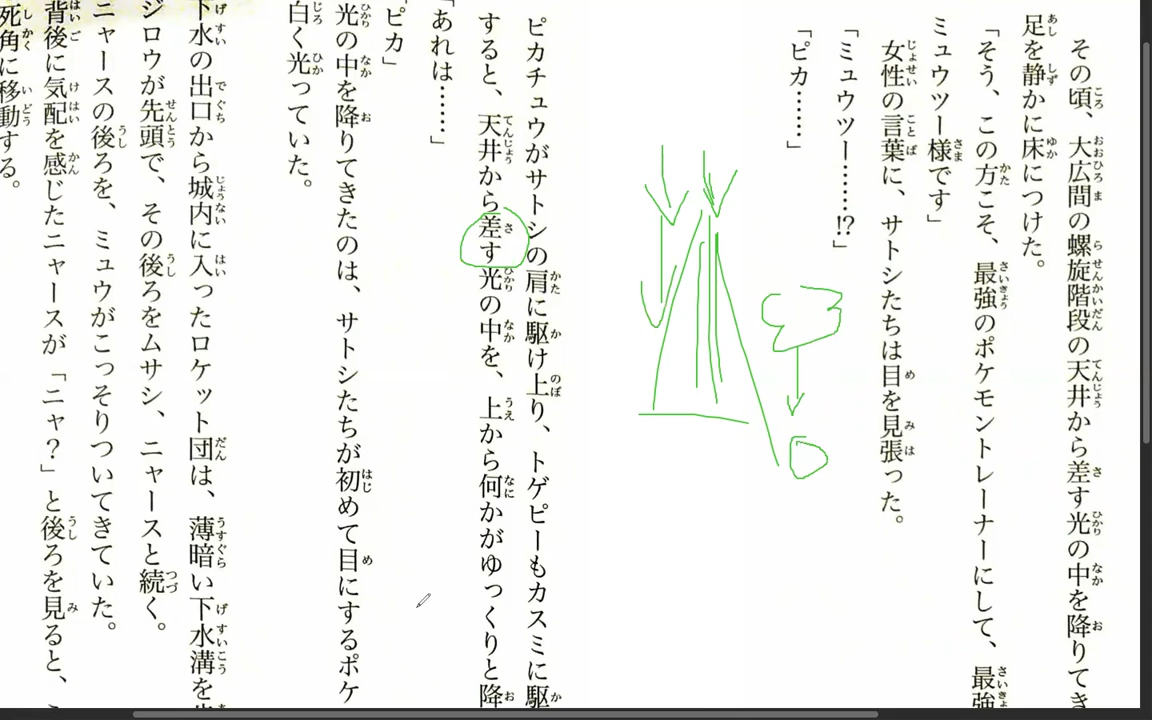 その頃、大広間の螺旋階段の天井から差す光の中を降りてき
足を静かに床につけた。
「そう、この方こそ、最強のポケモントレーナーにして、最強
ミュウツー様です」
女性の言葉に、サトシたちは目を見張った。
「ミュウツー……!?」
「ピカ……」
ピカチュウがサトシの肩に駆け上り、トゲピーもカスミに駆
すると、天井から差す光の中を、上から何かがゆっくりと降
「あれは……」
「ピカ」
光の中を降りてきたのは、サトシたちが初めて目にするポケ
白く光っていた。
下水の出口から城内に入ったロケット団は、薄暗い下水溝を
ジロウが先頭で、その後ろをムサシ、ニャースと続く。
ニャースの後ろを、ミュウがこっそりついてきていた。
背後に気配を感じたニャースが「ニャ？」と後ろを見ると、
死角に移動する。